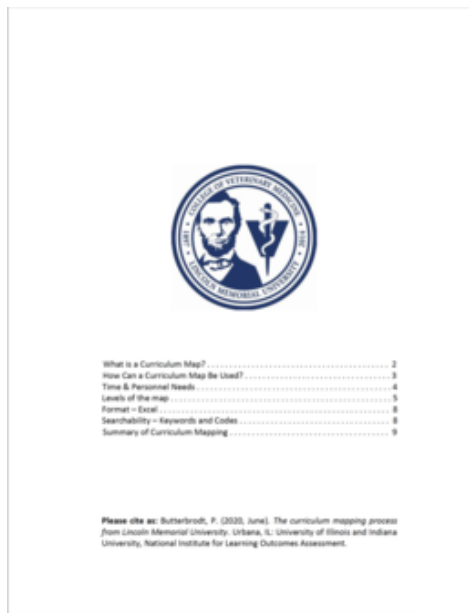 COLLEGE OF VETERINARY MEDICINE
1897
2014
LINCOLN MEMORIAL UNIVERSITY
What is a Curriculum Map? 2
How Can a Curriculum Map Be Used? 3
Time & Personnel Needs 4
Levels of the map 5
Format – Excel 8
Searchability – Keywords and Codes 8
Summary of Curriculum Mapping 9
Please cite as: Butterbrodt, P. (2020, June). The curriculum mapping process
from Lincoln Memorial University. Urbana, IL: University of Illinois and Indiana
University, National Institute for Learning Outcomes Assessment.